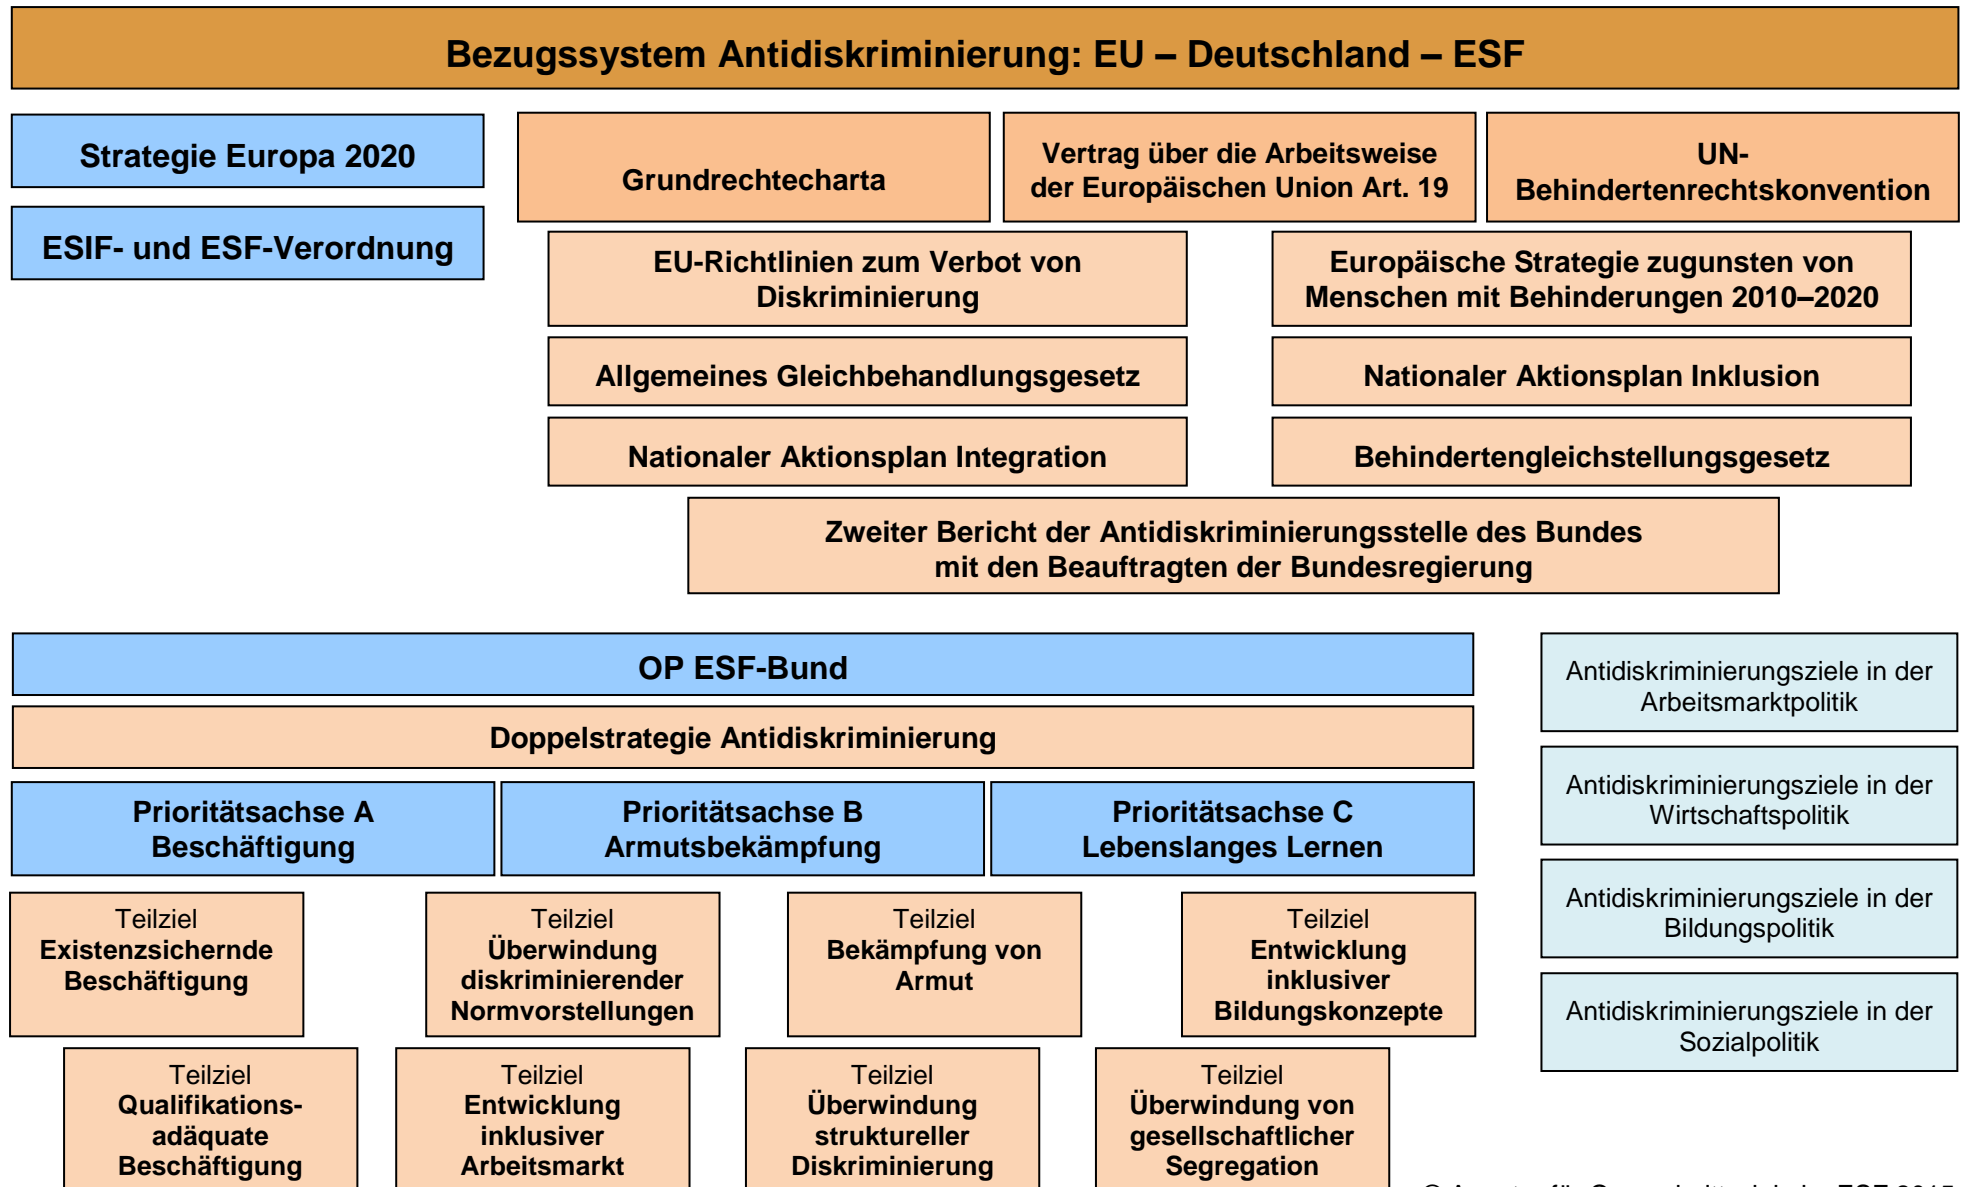 Bezugssystem Antidiskriminierung: EU – Deutschland – ESF
Strategie Europa 2020
ESIF- und ESF-Verordnung
Grundrechtecharta
Vertrag über die Arbeitsweise
der Europäischen Union Art. 19
UN-
Behindertenrechtskonvention
EU-Richtlinien zum Verbot von
Diskriminierung
Europäische Strategie zugunsten von
Menschen mit Behinderungen 2010–2020
Allgemeines Gleichbehandlungsgesetz
Nationaler Aktionsplan Inklusion
Nationaler Aktionsplan Integration
Behindertengleichstellungsgesetz
Zweiter Bericht der Antidiskriminierungsstelle des Bundes
mit den Beauftragten der Bundesregierung
OP ESF-Bund
Doppelstrategie Antidiskriminierung
Prioritätsachse A
Beschäftigung
Prioritätsachse B
Armutsbekämpfung
Prioritätsachse C
Lebenslanges Lernen
Teilziel
Existenzsichernde
Beschäftigung
Teilziel
Überwindung
diskriminierender
Normvorstellungen
Teilziel
Bekämpfung von
Armut
Teilziel
Entwicklung
inklusiver
Bildungskonzepte
Teilziel
Qualifikations-
adäquate
Beschäftigung
Teilziel
Entwicklung
inklusiver
Arbeitsmarkt
Teilziel
Überwindung
struktureller
Diskriminierung
Teilziel
Überwindung von
gesellschaftlicher
Segregation
Antidiskriminierungsziele in der
Arbeitsmarktpolitik
Antidiskriminierungsziele in der
Wirtschaftspolitik
Antidiskriminierungsziele in der
Bildungspolitik
Antidiskriminierungsziele in der
Sozialpolitik